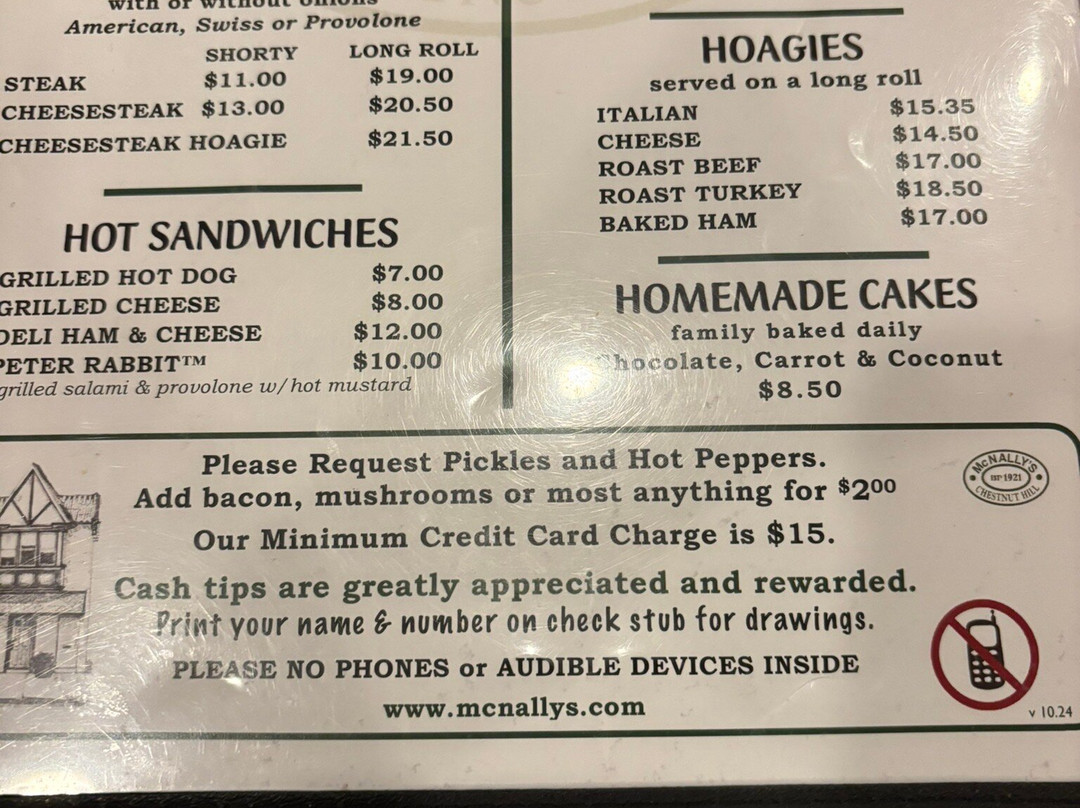 with or without onions
American, Swiss or Provolone
SHORTY LONG ROLL
STEAK $11.00 $19.00
CHEESESTEAK $13.00 $20.50
CHEESESTEAK HOAGIE $21.50
HOT SANDWICHES
GRILLED HOT DOG $7.00
GRILLED CHEESE $8.00
DELI HAM & CHEESE $12.00
PETER RABBIT™ $10.00
grilled salami & provolone w/hot mustard
HOAGIES
served on a long roll
ITALIAN $15.35
CHEESE $14.50
ROAST BEEF $17.00
ROAST TURKEY $18.50
BAKED HAM $17.00
HOMEMADE CAKES
family baked daily
Chocolate, Carrot & Coconut
$8.50
Please Request Pickles and Hot Peppers.
Add bacon, mushrooms or most anything for $200
Our Minimum Credit Card Charge is $15.
Cash tips are greatly appreciated and rewarded.
Print your name & number on check stub for drawings.
PLEASE NO PHONES or AUDIBLE DEVICES INSIDE
www.mcnallys.com
McNALLY'S
EST 1921
CHESTNUT HILL
v 10.24